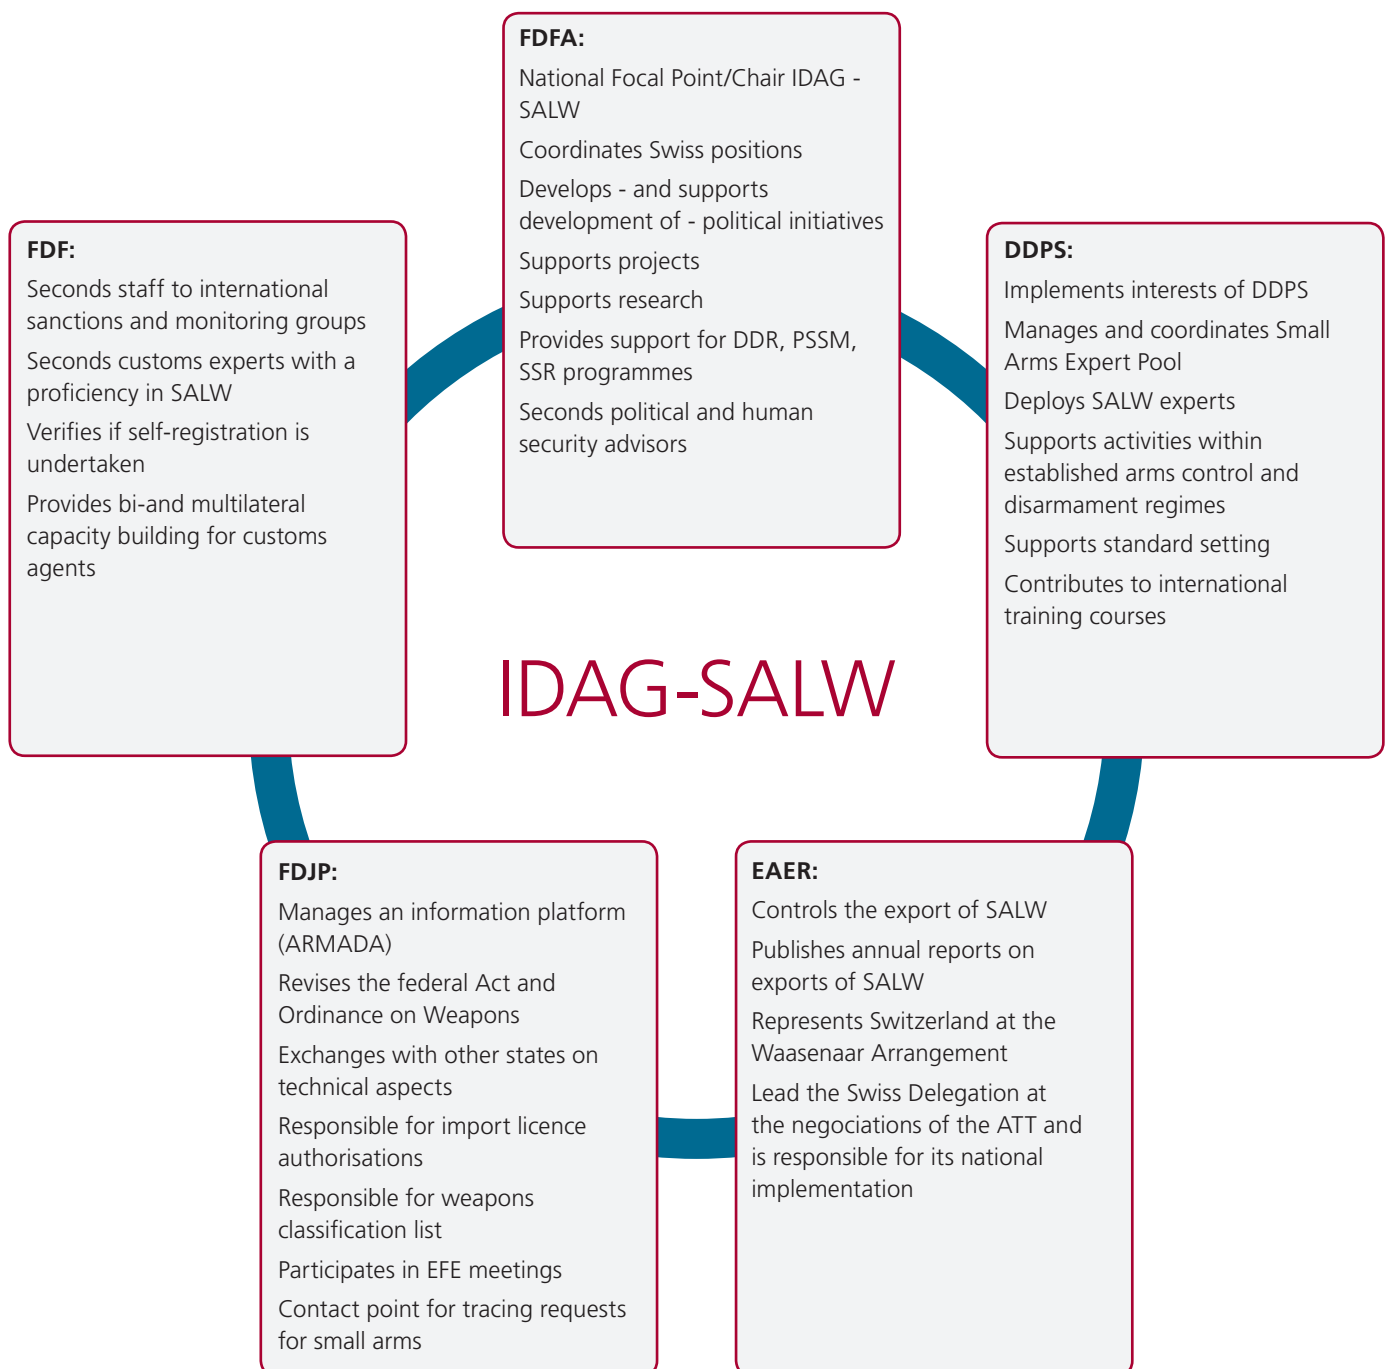 FDFA:
National Focal Point/Chair IDAG -
SALW
Coordinates Swiss positions
Develops - and supports
development of - political initiatives
Supports projects
Supports research
Provides support for DDR, PSSM,
SSR programmes
Seconds political and human
security advisors
FDF:
Seconds staff to international
sanctions and monitoring groups
Seconds customs experts with a
proficiency in SALW
Verifies if self-registration is
undertaken
Provides bi-and multilateral
capacity building for customs
agents
DDPS:
Implements interests of DDPS
Manages and coordinates Small
Arms Expert Pool
Deploys SALW experts
Supports activities within
established arms control and
disarmament regimes
Supports standard setting
Contributes to international
training courses
IDAG-SALW
FDJP:
Manages an information platform
(ARMADA)
Revises the federal Act and
Ordinance on Weapons
Exchanges with other states on
technical aspects
Responsible for import licence
authorisations
Responsible for weapons
classification list
Participates in EFE meetings
Contact point for tracing requests
for small arms
EAER:
Controls the export of SALW
Publishes annual reports on
exports of SALW
Represents Switzerland at the
Waasenaar Arrangement
Lead the Swiss Delegation at
the negociations of the ATT and
is responsible for its national
implementation